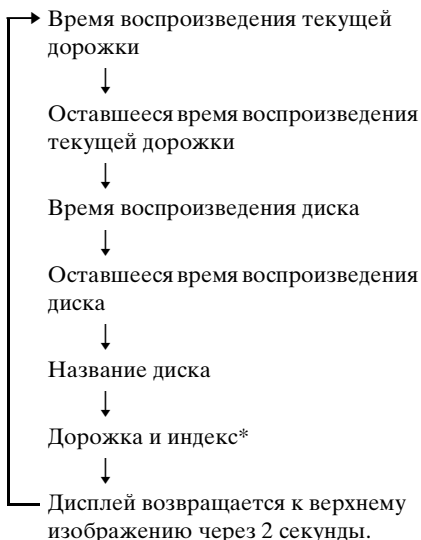 Время воспроизведения текущей
дорожки
Оставшееся время воспроизведения
текущей дорожки
Время воспроизведения диска
Оставшееся время воспроизведения
диска
Название диска
Дорожка и индекс*
Дисплей возвращается к верхнему
изображению через 2 секунды.